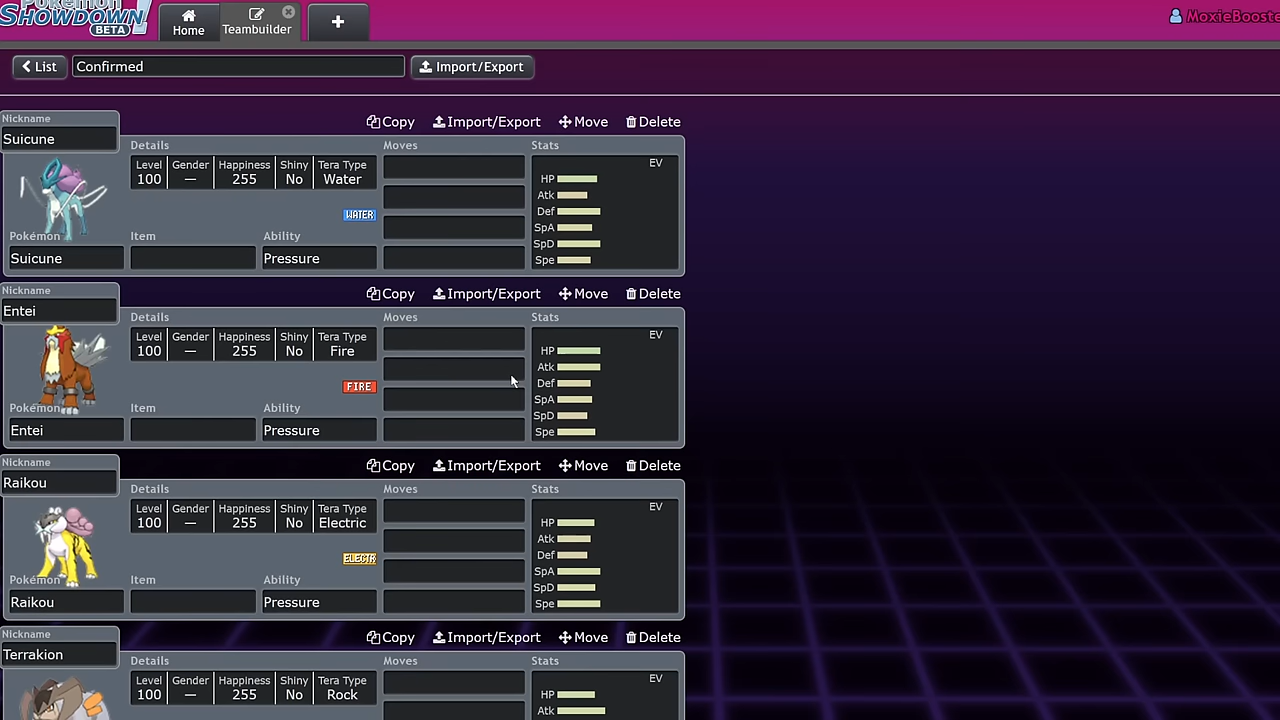 Pokémon
SHOWDOWN!
BETA
Home
Teambuilder
+
MoxieBooste
List
Confirmed
Import/Export
Nickname
Suicune
Copy Import/Export Move Delete
Details Moves Stats
Level Gender Happiness Shiny Tera Type
100 — 255 No Water
EV
HP
Atk
Def
SpA
SpD
Spe
WATER
Pokémon Item Ability
Suicune Pressure
Nickname
Entei
Copy Import/Export Move Delete
Details Moves Stats
Level Gender Happiness Shiny Tera Type
100 — 255 No Fire
EV
HP
Atk
Def
SpA
SpD
Spe
FIRE
Pokémon Item Ability
Entei Pressure
Nickname
Raikou
Copy Import/Export Move Delete
Details Moves Stats
Level Gender Happiness Shiny Tera Type
100 — 255 No Electric
EV
HP
Atk
Def
SpA
SpD
Spe
ELECTR
Pokémon Item Ability
Raikou Pressure
Nickname
Terrakion
Copy Import/Export Move Delete
Details Moves Stats
Level Gender Happiness Shiny Tera Type
100 — 255 No Rock
EV
HP
Atk